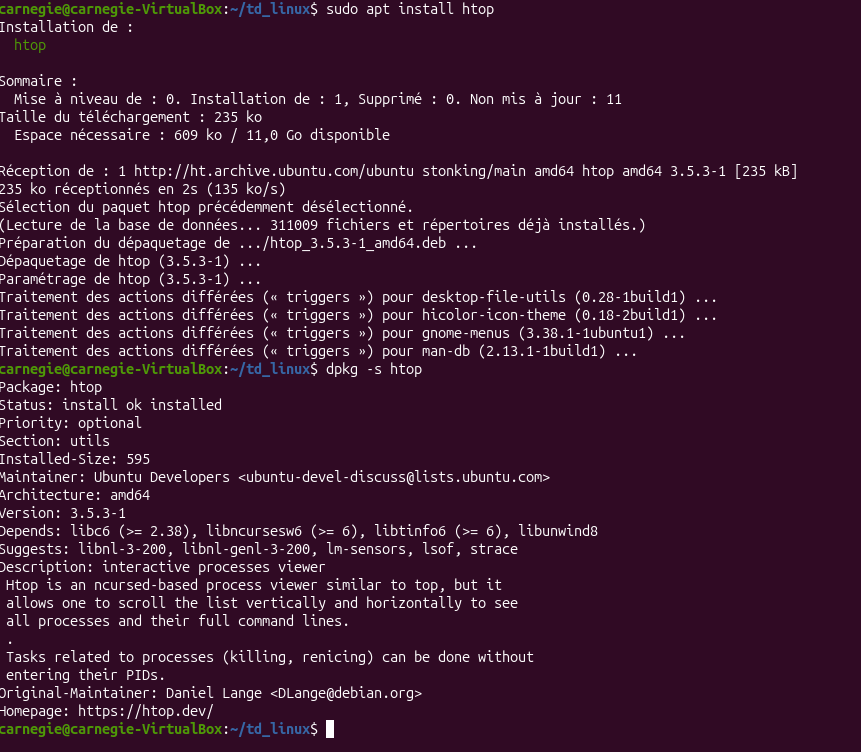 carnegie@carnegie-VirtualBox:~/td_linux$ sudo apt install htop
Installation de :
  htop

Sommaire :
  Mise à niveau de : 0. Installation de : 1, Supprimé : 0. Non mis à jour : 11
Taille du téléchargement : 235 ko
  Espace nécessaire : 609 ko / 11,0 Go disponible

Réception de : 1 http://ht.archive.ubuntu.com/ubuntu stonking/main amd64 htop amd64 3.5.3-1 [235 kB]
235 ko réceptionnés en 2s (135 ko/s)
Sélection du paquet htop précédemment désélectionné.
(Lecture de la base de données... 311009 fichiers et répertoires déjà installés.)
Préparation du dépaquetage de .../htop_3.5.3-1_amd64.deb ...
Dépaquetage de htop (3.5.3-1) ...
Paramétrage de htop (3.5.3-1) ...
Traitement des actions différées (« triggers ») pour desktop-file-utils (0.28-1build1) ...
Traitement des actions différées (« triggers ») pour hicolor-icon-theme (0.18-2build1) ...
Traitement des actions différées (« triggers ») pour gnome-menus (3.38.1-1ubuntu1) ...
Traitement des actions différées (« triggers ») pour man-db (2.13.1-1build1) ...
carnegie@carnegie-VirtualBox:~/td_linux$ dpkg -s htop
Package: htop
Status: install ok installed
Priority: optional
Section: utils
Installed-Size: 595
Maintainer: Ubuntu Developers <ubuntu-devel-discuss@lists.ubuntu.com>
Architecture: amd64
Version: 3.5.3-1
Depends: libc6 (>= 2.38), libncursesw6 (>= 6), libtinfo6 (>= 6), libunwind8
Suggests: libnl-3-200, libnl-genl-3-200, lm-sensors, lsof, strace
Description: interactive processes viewer
 Htop is an ncursed-based process viewer similar to top, but it
 allows one to scroll the list vertically and horizontally to see
 all processes and their full command lines.
 .
 Tasks related to processes (killing, renicing) can be done without
 entering their PIDs.
Original-Maintainer: Daniel Lange <DLange@debian.org>
Homepage: https://htop.dev/
carnegie@carnegie-VirtualBox:~/td_linux$